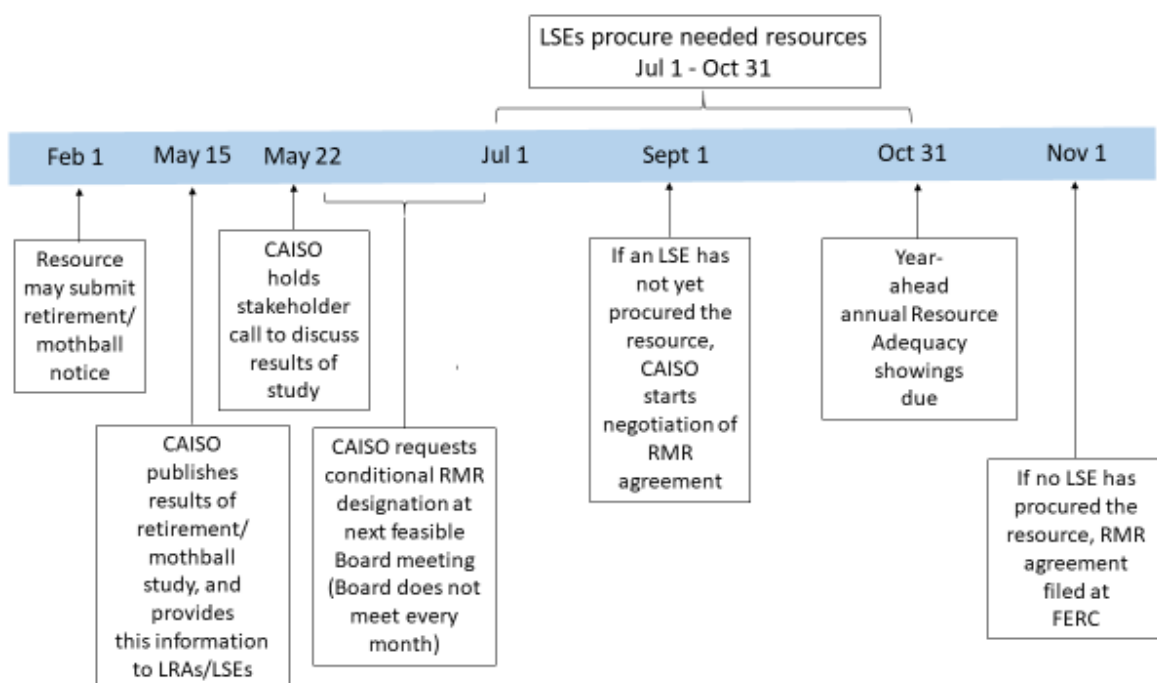 LSEs procure needed resources
Jul 1 - Oct 31
Feb 1
May 15
May 22
Jul 1
Sept 1
Oct 31
Nov 1
Resource
may submit
retirement/
mothball
notice
CAISO
publishes
results of
retirement/
mothball
study, and
provides
this information
to LRAs/LSEs
CAISO
holds
stakeholder
call to discuss
results of
study
CAISO requests
conditional RMR
designation at
next feasible
Board meeting
(Board does not
meet every
month)
If an LSE has
not yet
procured the
resource,
CAISO
starts
negotiation of
RMR
agreement
Year-
ahead
annual Resource
Adequacy
showings
due
If no LSE has
procured the
resource, RMR
agreement
filed at
FERC